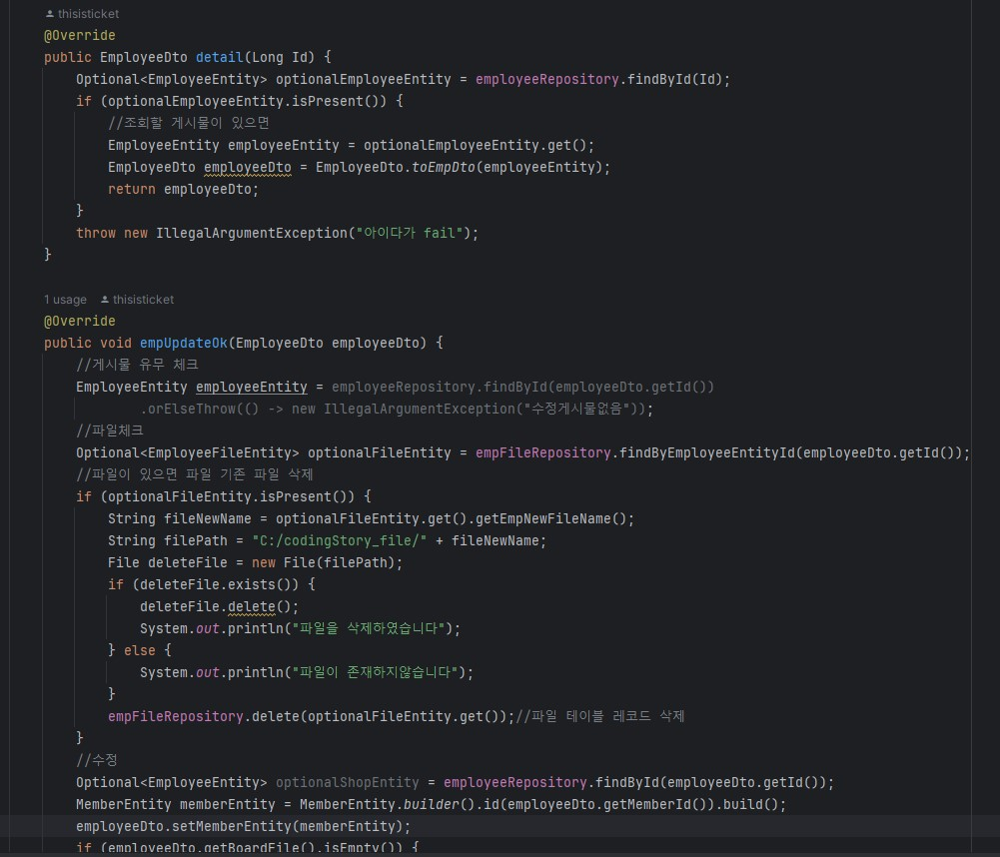 thisisticket
@Override
public EmployeeDto detail(Long Id) {
Optional<EmployeeEntity> optionalEmployeeEntity = employeeRepository.findById(Id);
if (optionalEmployeeEntity.isPresent()) {
//조회할 게시물이 있으면
EmployeeEntity employeeEntity = optionalEmployeeEntity.get();
EmployeeDto employeeDto = EmployeeDto.toEmpDto(employeeEntity);
return employeeDto;
}
throw new IllegalArgumentException("아이다가 fail");
}
1 usage thisisticket
@Override
public void empUpdateOk(EmployeeDto employeeDto) {
//게시물 유무 체크
EmployeeEntity employeeEntity = employeeRepository.findById(employeeDto.getId())
.orElseThrow(() -> new IllegalArgumentException("수정게시물없음"));
//파일체크
Optional<EmployeeFileEntity> optionalFileEntity = empFileRepository.findByEmployeeEntityId(employeeDto.getId());
//파일이 있으면 파일 기존 파일 삭제
if (optionalFileEntity.isPresent()) {
String fileNewName = optionalFileEntity.get().getEmpNewFileName();
String filePath = "C:/codingStory_file/" + fileNewName;
File deleteFile = new File(filePath);
if (deleteFile.exists()) {
deleteFile.delete();
System.out.println("파일을 삭제하였습니다");
} else {
System.out.println("파일이 존재하지않습니다");
}
empFileRepository.delete(optionalFileEntity.get());//파일 테이블 레코드 삭제
}
//수정
Optional<EmployeeEntity> optionalShopEntity = employeeRepository.findById(employeeDto.getId());
MemberEntity memberEntity = MemberEntity.builder().id(employeeDto.getMemberId()).build();
employeeDto.setMemberEntity(memberEntity);
if (employeeDto.getBoardFile().isEmpty()) {